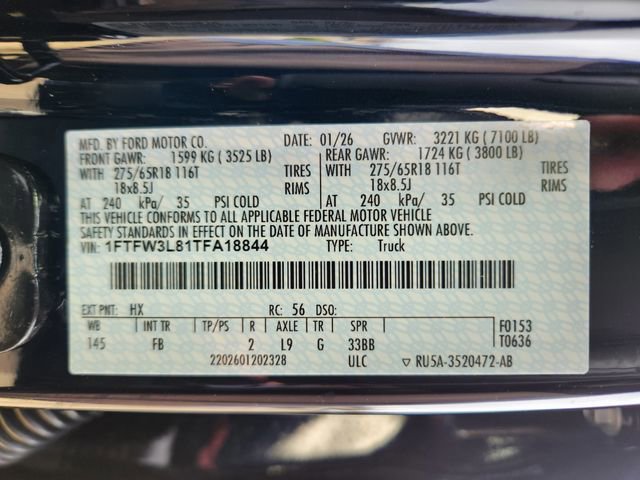 MFD. BY FORD MOTOR CO. DATE: 01/26 GVWR: 3221 KG ( 7100 LB)
FRONT GAWR: 1599 KG ( 3525 LB) REAR GAWR: 1724 KG ( 3800 LB)
WITH 275/65R18 116T TIRES WITH 275/65R18 116T TIRES
18x8.5J RIMS 18x8.5J RIMS
AT 240 kPa/ 35 PSI COLD AT 240 kPa/ 35 PSI COLD
THIS VEHICLE CONFORMS TO ALL APPLICABLE FEDERAL MOTOR VEHICLE
SAFETY STANDARDS IN EFFECT ON THE DATE OF MANUFACTURE SHOWN ABOVE.
VIN: 1FTFW3L81TFA18844 TYPE: Truck
EXT PNT: HX RC: 56 DSO:
WB INT TR TP/PS R AXLE TR SPR F0153
145 FB 2 L9 G 33BB T0636
2202601202328 ULC ▽ RU5A-3520472-AB